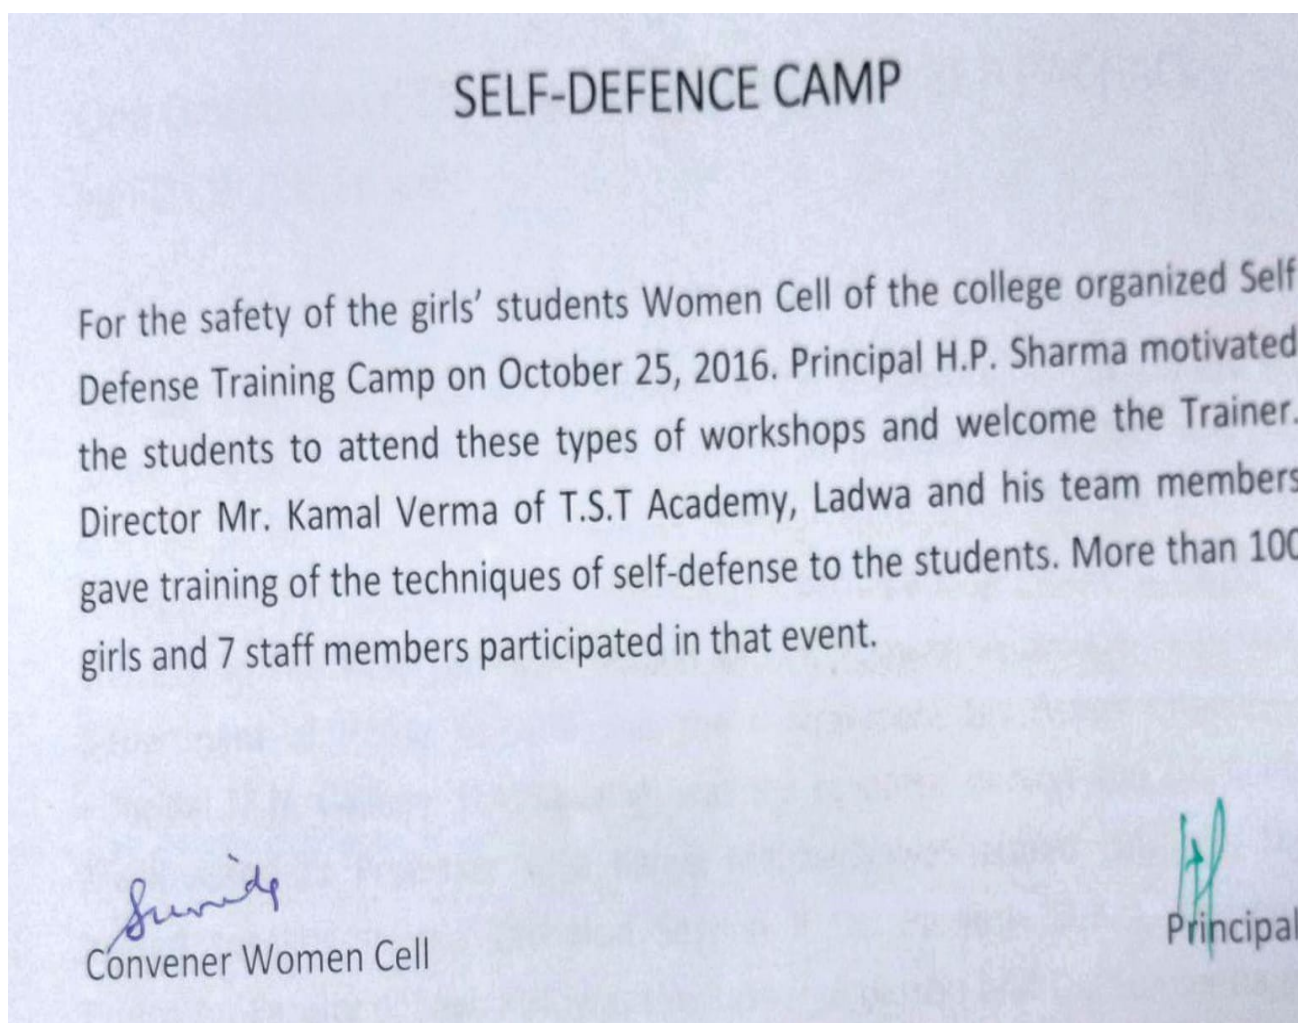 SELF-DEFENCE CAMP
For the safety of the girls' students Women Cell of the college organized Self
Defense Training Camp on October 25, 2016. Principal H.P. Sharma motivated
the students to attend these types of workshops and welcome the Trainer.
Director Mr. Kamal Verma of T.S.T Academy, Ladwa and his team members
gave training of the techniques of self-defense to the students. More than 100
girls and 7 staff members participated in that event.
Convener Women Cell
Principal